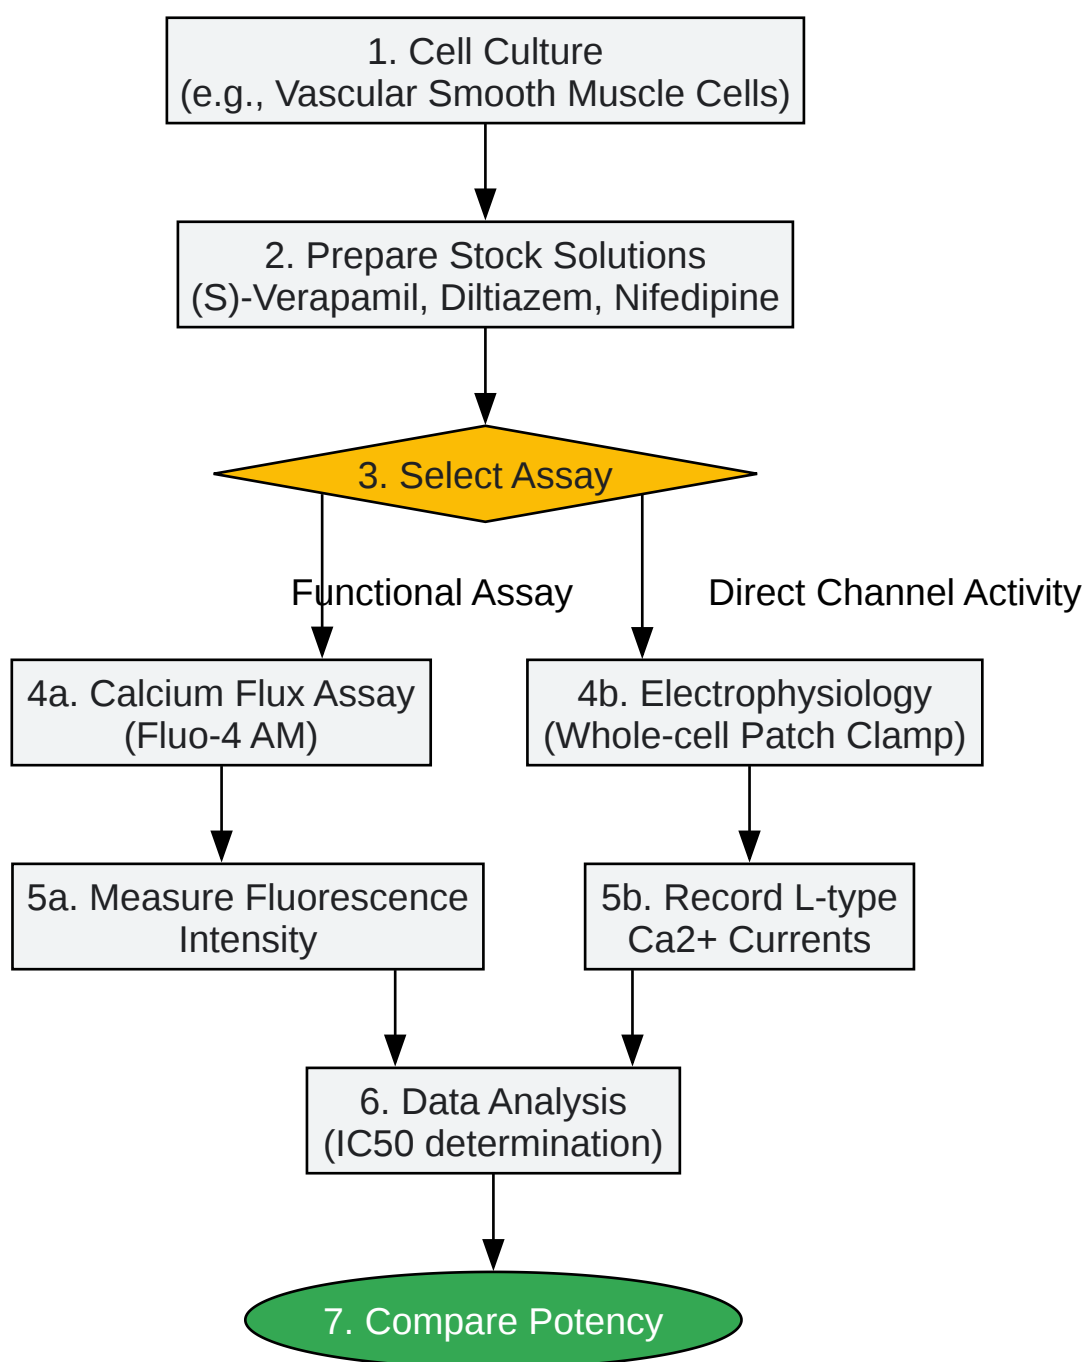 1. Cell Culture
(e.g., Vascular Smooth Muscle Cells)
2. Prepare Stock Solutions
(S)-Verapamil, Diltiazem, Nifedipine
3. Select Assay
Functional Assay
Direct Channel Activity
4a. Calcium Flux Assay
(Fluo-4 AM)
4b. Electrophysiology
(Whole-cell Patch Clamp)
5a. Measure Fluorescence
Intensity
5b. Record L-type
Ca2+ Currents
6. Data Analysis
(IC50 determination)
7. Compare Potency